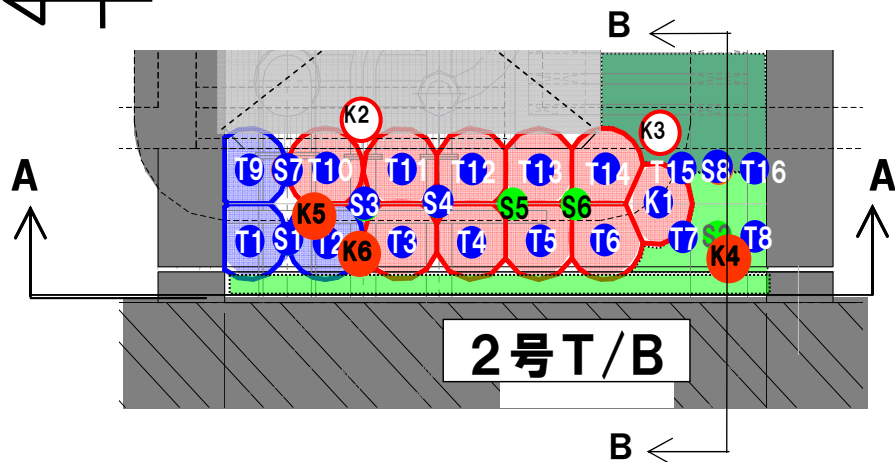 B
K2
K3
T9 S7 T10 T11 T12 T13 T14 T15 S8 T16
A
A
K5 S3 S4 S5 S6 K1
T1 S1 T2 K6 T3 T4 T5 T6 T7 S2 T8
K4
2号T/B
B